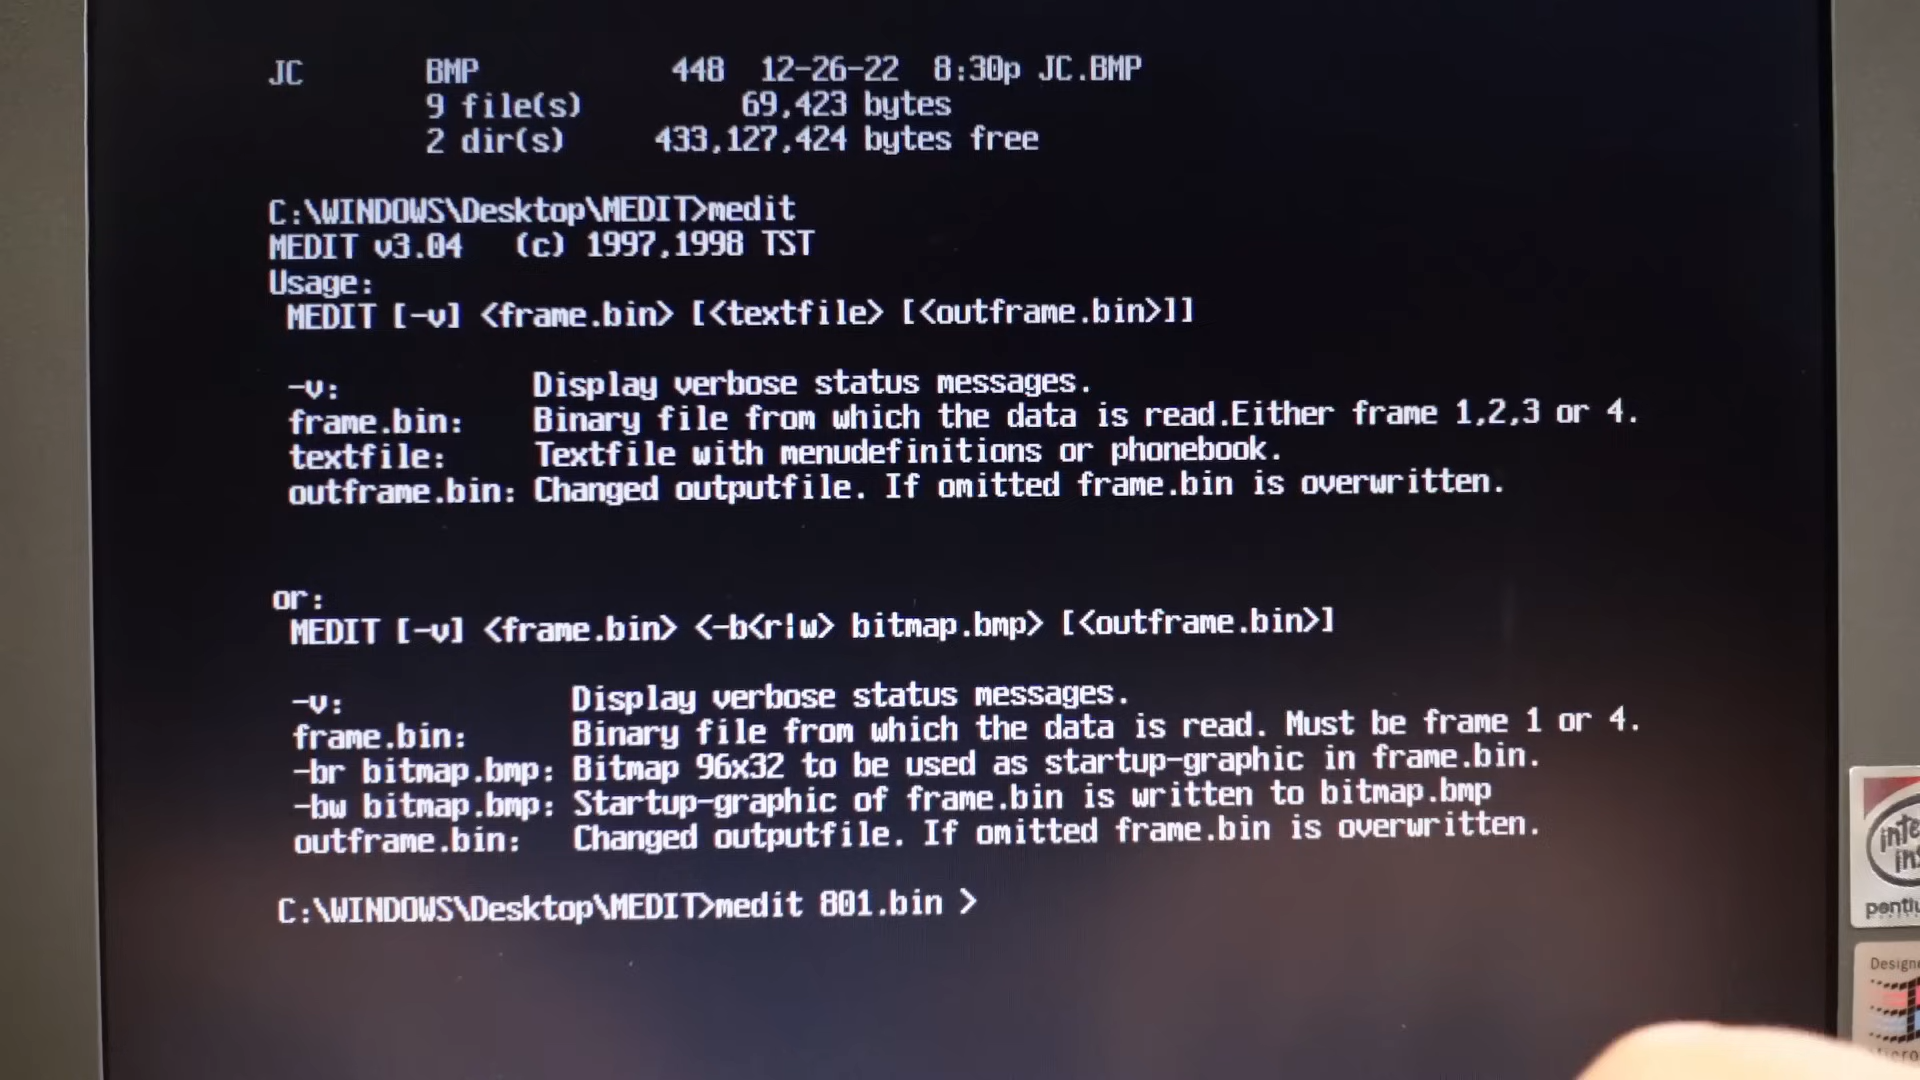 JC BMP 448 12-26-22 8:30p JC.BMP
9 file(s) 69,423 bytes
2 dir(s) 433,127,424 bytes free
C:\WINDOWS\Desktop\MEDIT>medit
MEDIT v3.04 (c) 1997,1998 TST
Usage:
MEDIT [-v] <frame.bin> [<textfile> [<outframe.bin>]]
-v: Display verbose status messages.
frame.bin: Binary file from which the data is read.Either frame 1,2,3 or 4.
textfile: Textfile with menudefinitions or phonebook.
outframe.bin: Changed outputfile. If omitted frame.bin is overwritten.
or:
MEDIT [-v] <frame.bin> <-b<r|w> bitmap.bmp> [<outframe.bin>]
-v: Display verbose status messages.
frame.bin: Binary file from which the data is read. Must be frame 1 or 4.
-br bitmap.bmp: Bitmap 96x32 to be used as startup-graphic in frame.bin.
-bw bitmap.bmp: Startup-graphic of frame.bin is written to bitmap.bmp
outframe.bin: Changed outputfile. If omitted frame.bin is overwritten.
C:\WINDOWS\Desktop\MEDIT>medit 801.bin >
inte
ins
pentiu
Designe
Micro